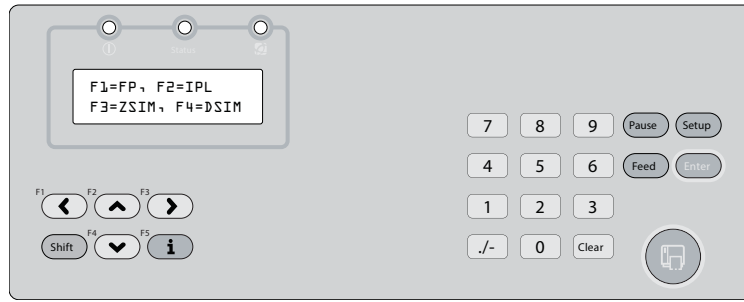 Status
F1=FP, F2=IPL
F3=ZSIM, F4=DSIM
7 8 9 Pause Setup
4 5 6 Feed Enter
F1 F2 F3
1 2 3
F4 F5
Shift i
./- 0 Clear